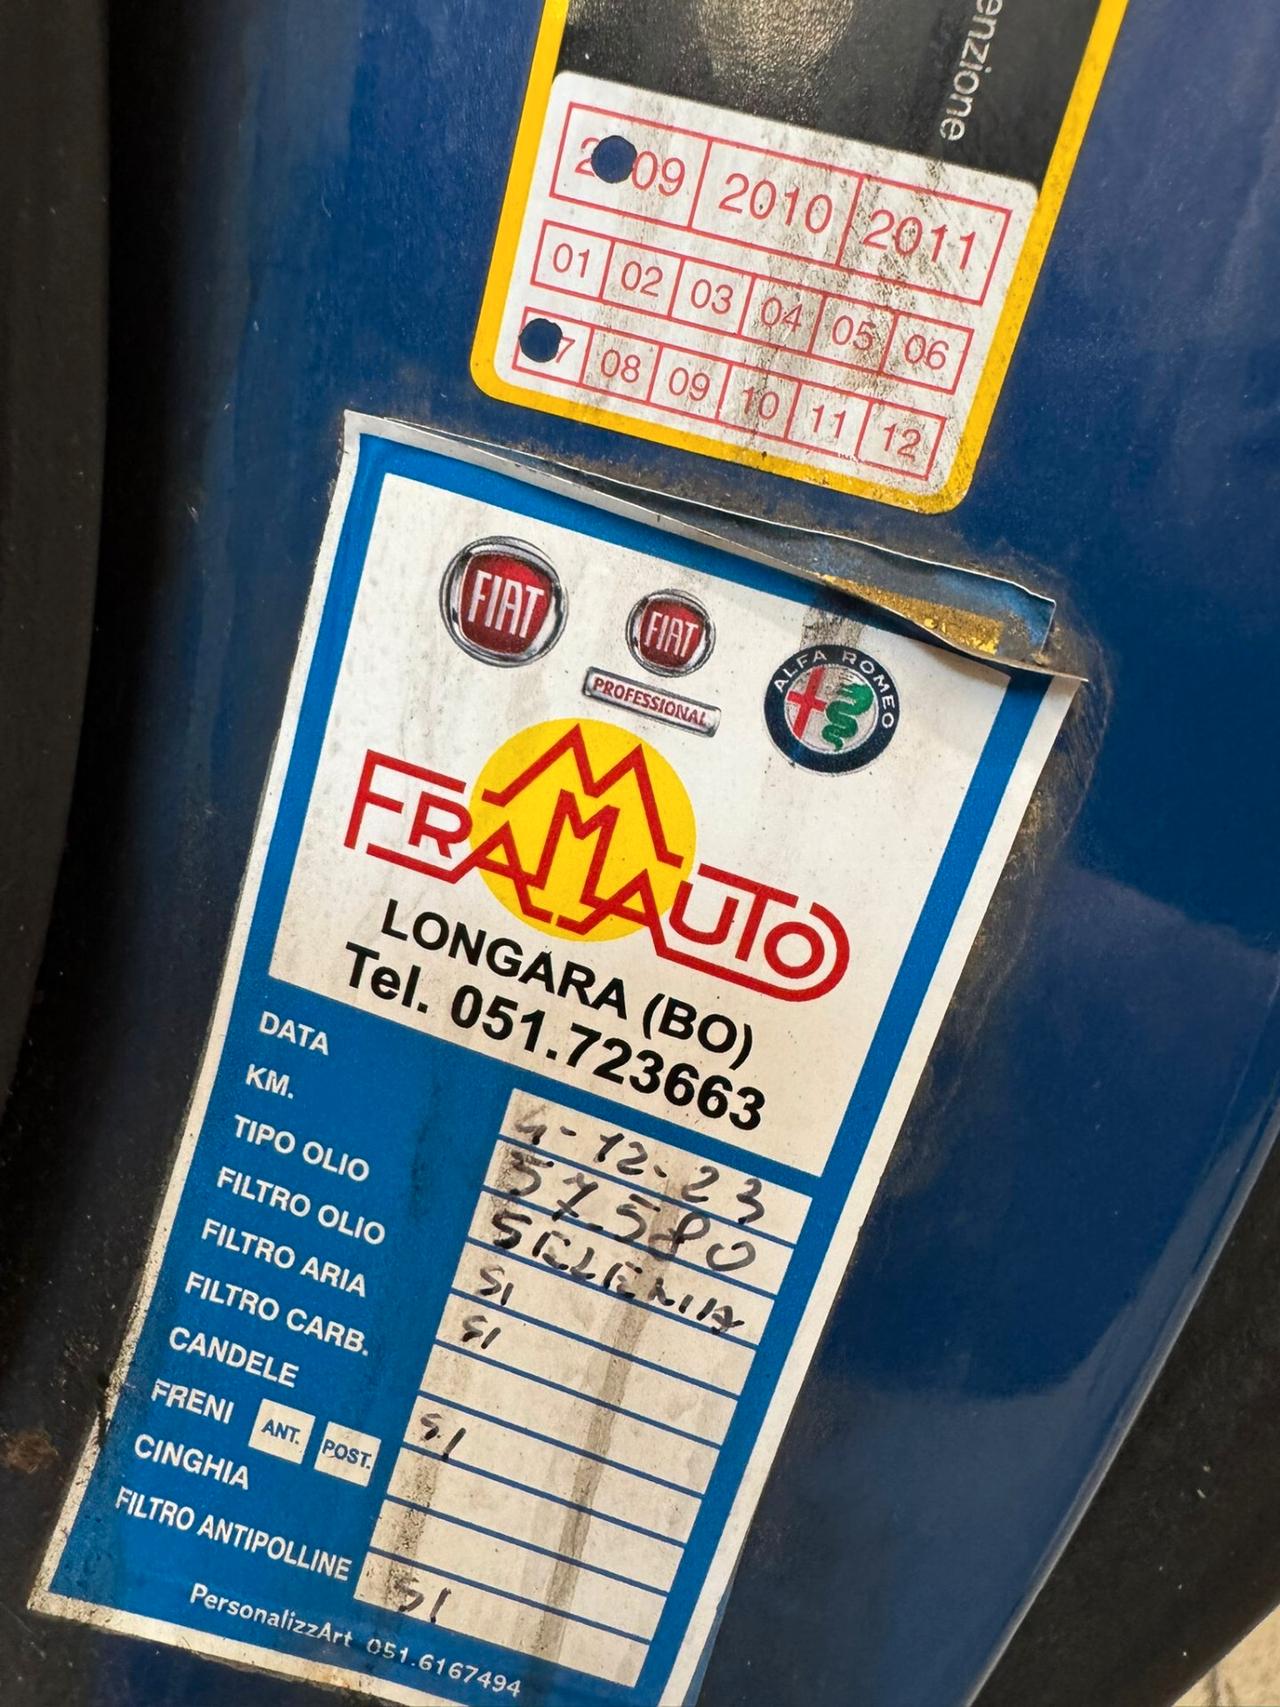 enzione
2009 2010 2011
01 02 03 04 05 06
07 08 09 10 11 12
FIAT
FIAT
PROFESSIONAL
ALFA ROMEO
FRAMAUTO
LONGARA (BO)
Tel. 051.723663
DATA 4-12-23
KM. 57.580
TIPO OLIO SELENIA
FILTRO OLIO SI
FILTRO ARIA SI
FILTRO CARB.
CANDELE SI
FRENI ANT. POST.
CINGHIA
FILTRO ANTIPOLLINE SI
PersonalizzArt 051.6167494